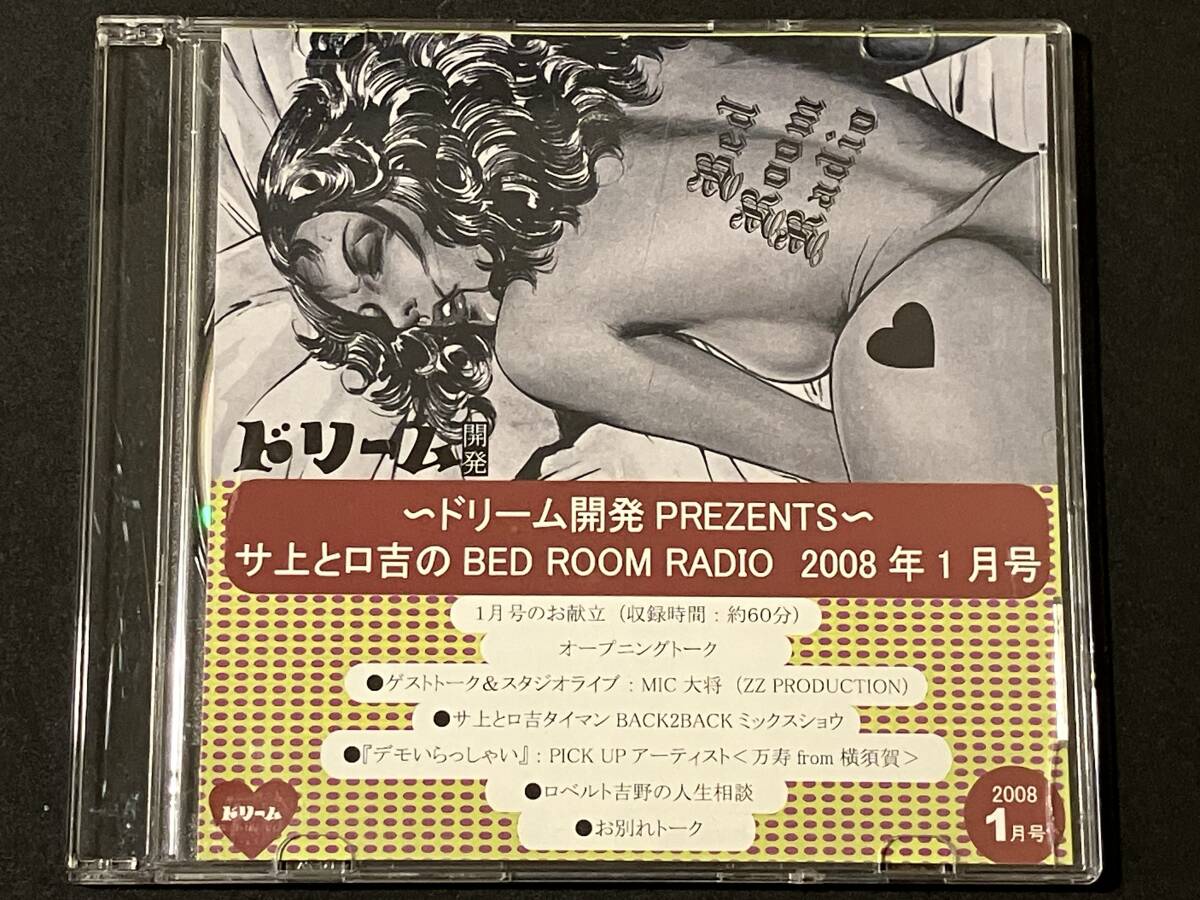 Bed
Room
Radio
ドリーム開発
〜ドリーム開発 PREZENTS〜
サ上とロ吉の BED ROOM RADIO 2008 年 1 月号
1月号のお献立（収録時間：約60分）
オープニングトーク
●ゲストトーク＆スタジオライブ：MIC 大将（ZZ PRODUCTION）
●サ上とロ吉タイマン BACK2BACK ミックスショウ
●『デモいらっしゃい』：PICK UP アーティスト＜万寿 from 横須賀＞
●ロベルト吉野の人生相談
●お別れトーク
ドリーム
2008
1月号